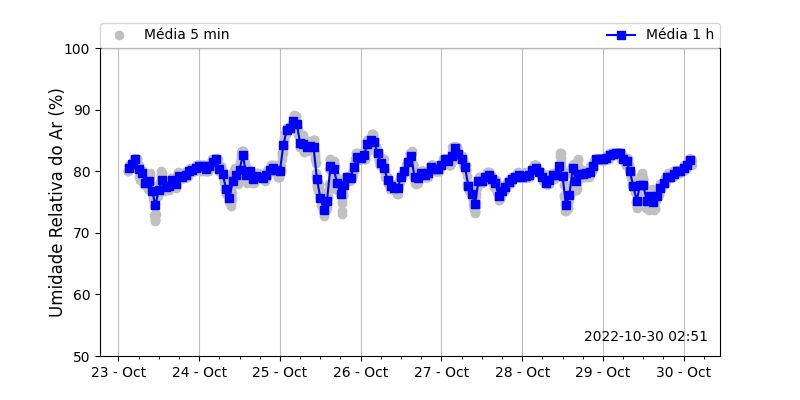 Média 5 min
Média 1 h
100
90
80
70
60
50
Umidade Relativa do Ar (%)
2022-10-30 02:51
23 - Oct
24 - Oct
25 - Oct
26 - Oct
27 - Oct
28 - Oct
29 - Oct
30 - Oct